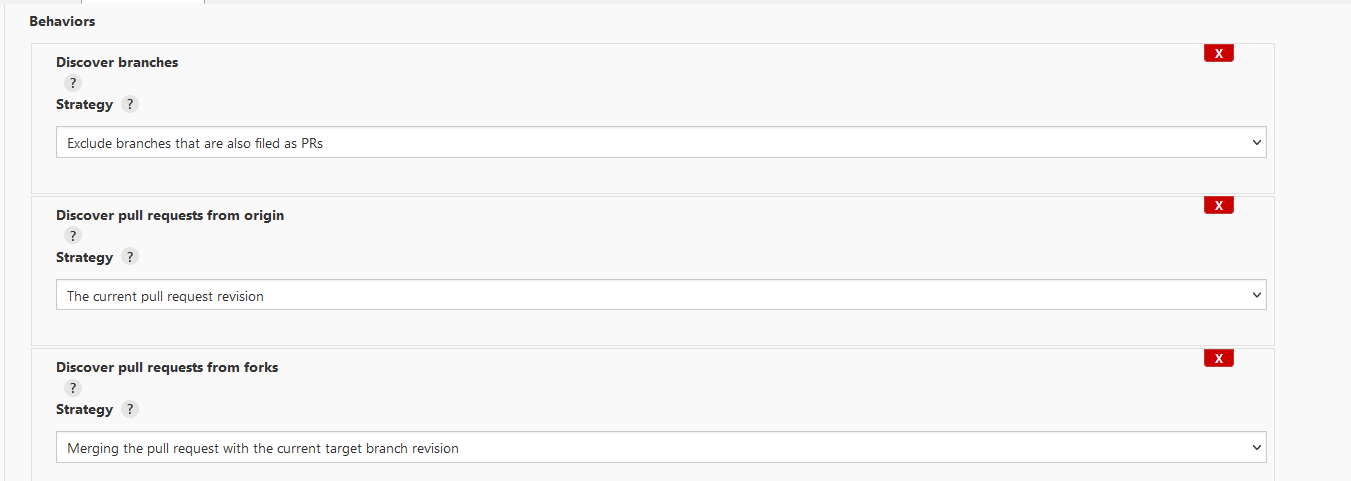 Behaviors
Discover branches
X
?
Strategy ?
Exclude branches that are also filed as PRs
Discover pull requests from origin
X
?
Strategy ?
The current pull request revision
Discover pull requests from forks
X
?
Strategy ?
Merging the pull request with the current target branch revision